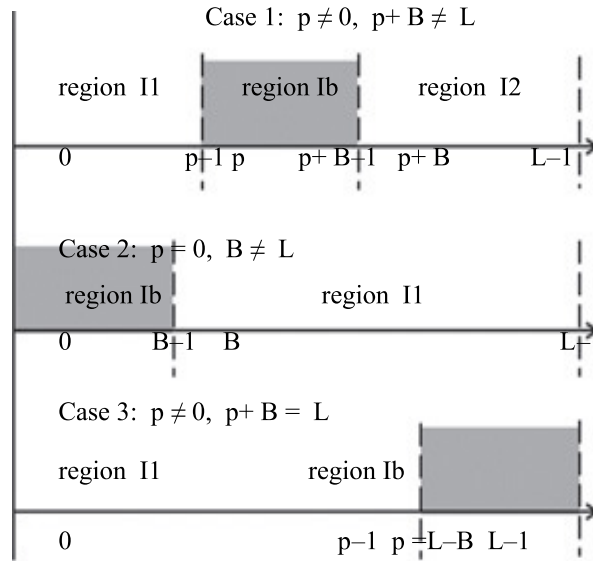 Case 1: p ≠ 0, p+ B ≠ L
region I1 region Ib region I2
0 p–1 p p+ B–1 p+ B L–1
Case 2: p = 0, B ≠ L
region Ib region I1
0 B–1 B L–
Case 3: p ≠ 0, p+ B = L
region I1 region Ib
0 p–1 p =L–B L–1